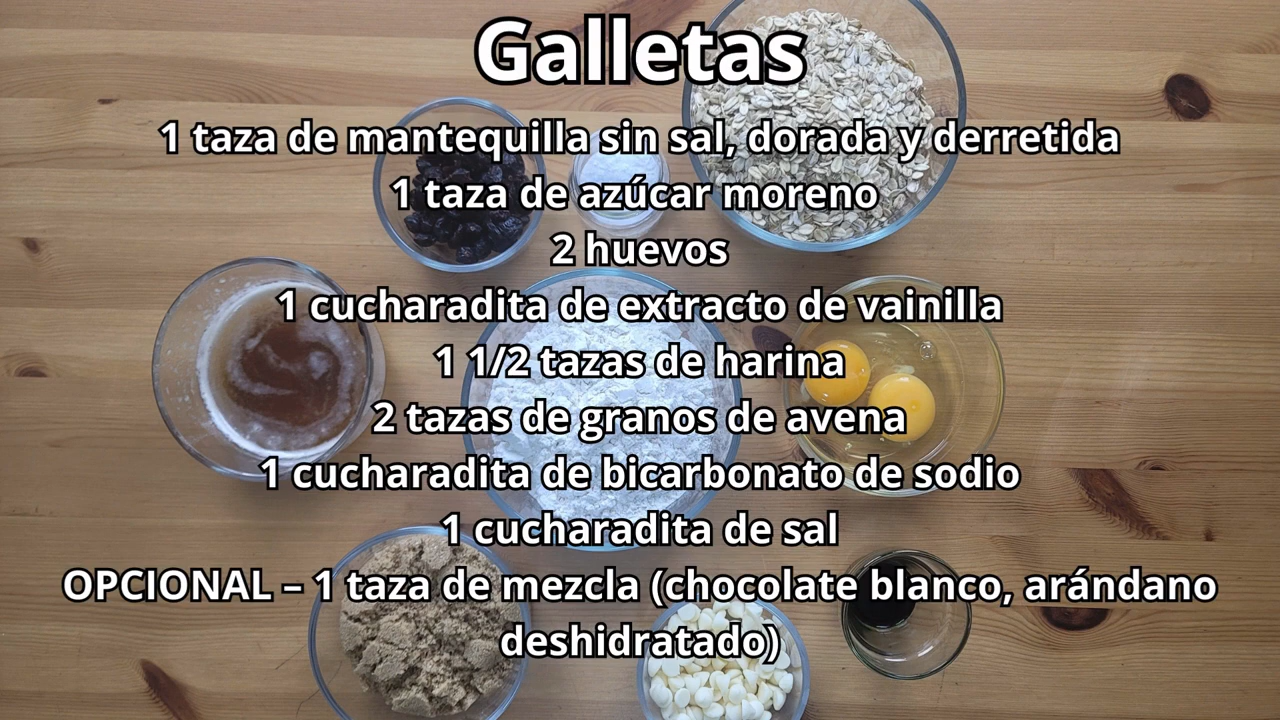 Galletas
1 taza de mantequilla sin sal, dorada y derretida
1 taza de azúcar moreno
2 huevos
1 cucharadita de extracto de vainilla
1 1/2 tazas de harina
2 tazas de granos de avena
1 cucharadita de bicarbonato de sodio
1 cucharadita de sal
OPCIONAL – 1 taza de mezcla (chocolate blanco, arándano
deshidratado)